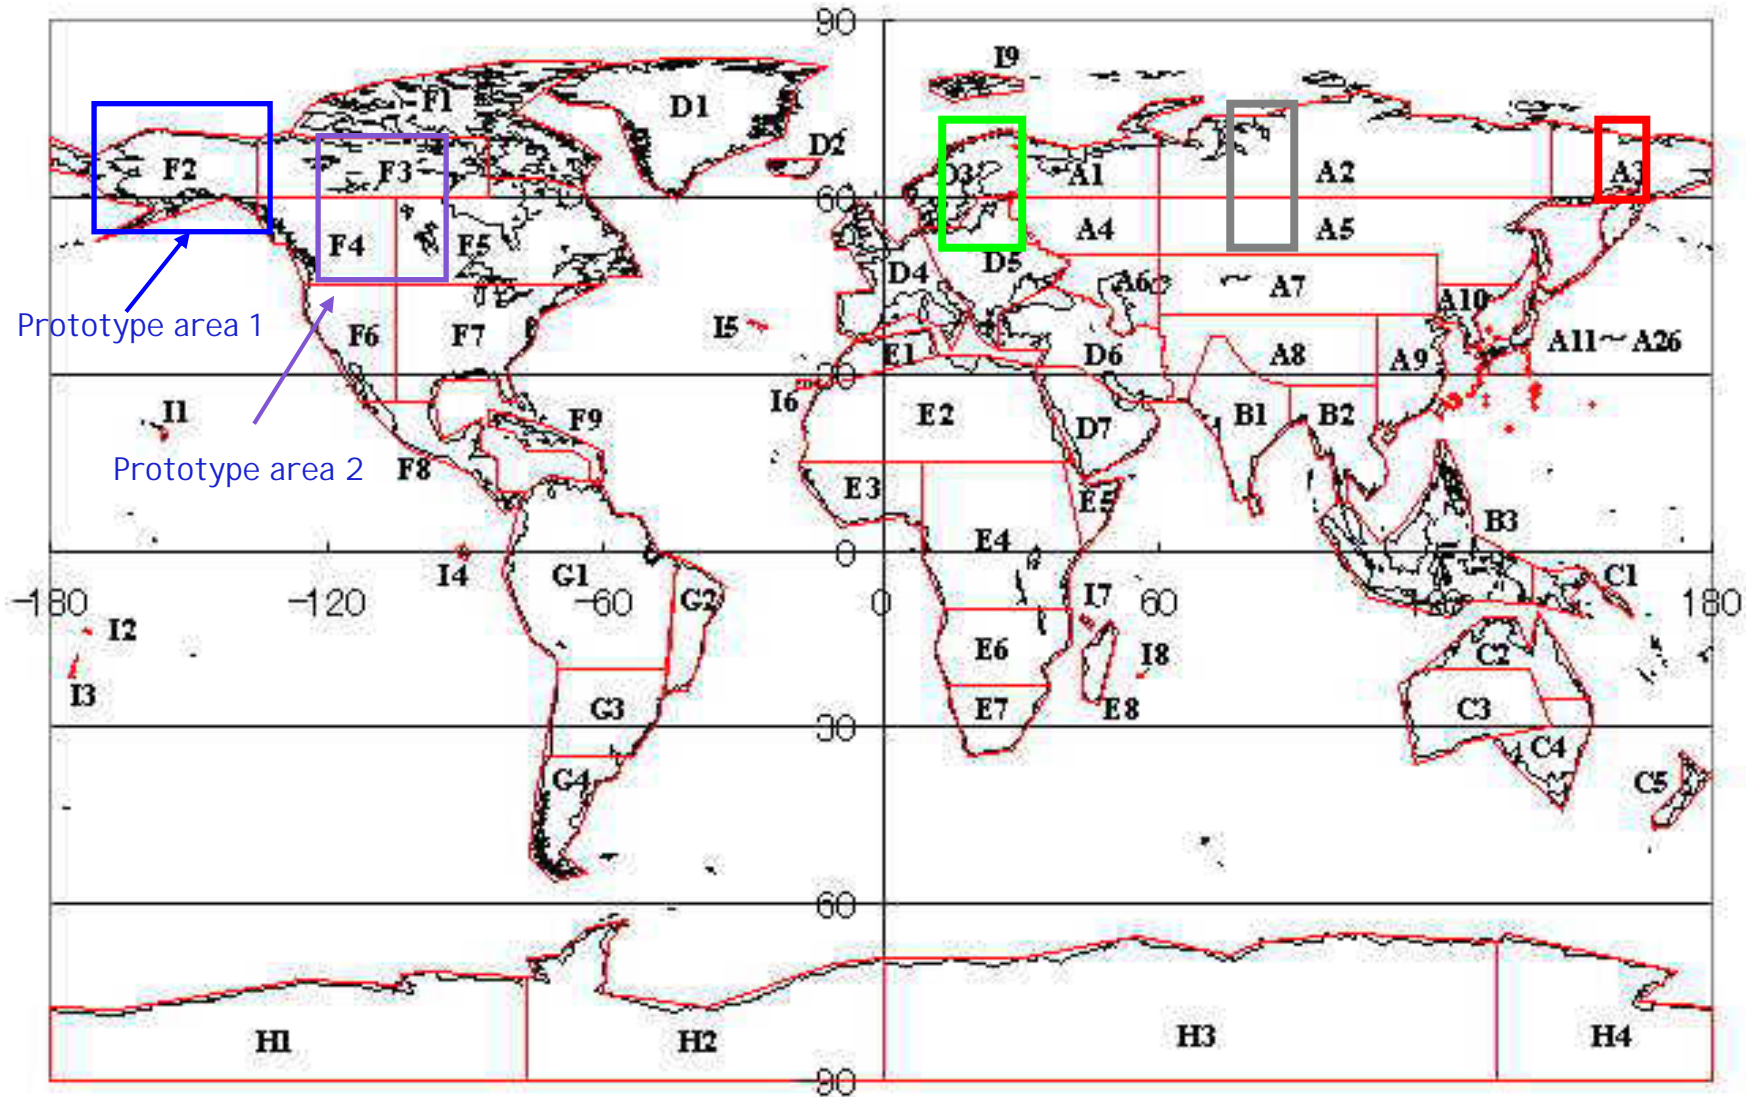 90
I9
F1
D1
D2
F2
F3
D3
A1
A2
A3
60
F4
F5
A4
A5
D4
D5
A6
A7
A10
Prototype area 1
I5
F6
F7
E1
D6
A8
A9
A11~A26
30
I6
I1
F9
E2
D7
B1
B2
F8
Prototype area 2
E3
E5
B3
E4
0
I4
G1
C1
-180
-120
-60
G2
0
I7
60
120
180
I2
I3
E6
I8
C2
G3
E7
E8
C3
-30
G4
C4
C5
-60
H1
H2
H3
H4
-90